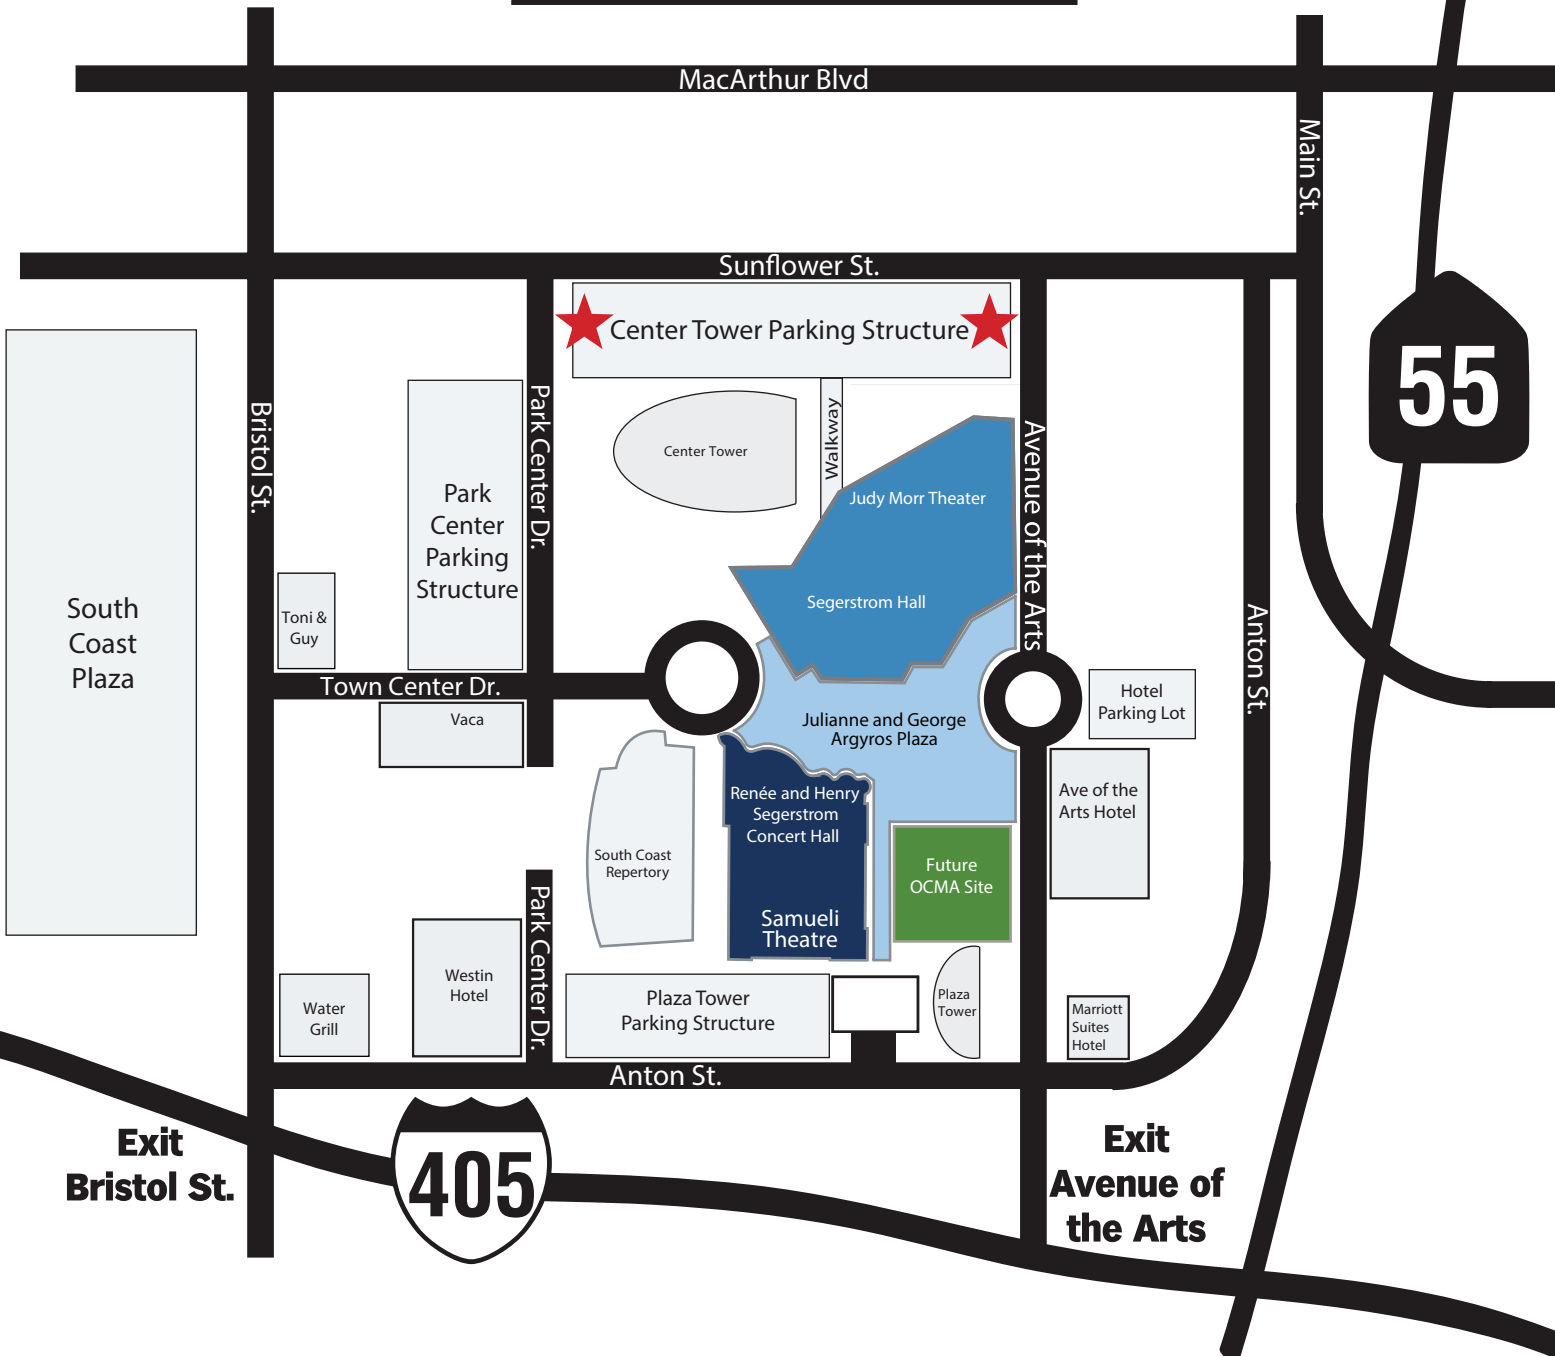 MacArthur Blvd
Main St.
Sunflower St.
Center Tower Parking Structure
55
Bristol St.
Park Center Dr.
Center Tower
Walkway
Avenue of the Arts
Judy Morr Theater
Park
Center
Parking
Structure
South
Coast
Plaza
Toni &
Guy
Segerstrom Hall
Anton St.
Town Center Dr.
Hotel
Parking Lot
Vaca
Julianne and George
Argyros Plaza
Renée and Henry
Segerstrom
Concert Hall
Ave of the
Arts Hotel
South Coast
Repertory
Future
OCMA Site
Samueli
Theatre
Park Center Dr.
Westin
Hotel
Water
Grill
Plaza Tower
Parking Structure
Plaza
Tower
Marriott
Suites
Hotel
Anton St.
Exit
Bristol St.
405
Exit
Avenue of
the Arts